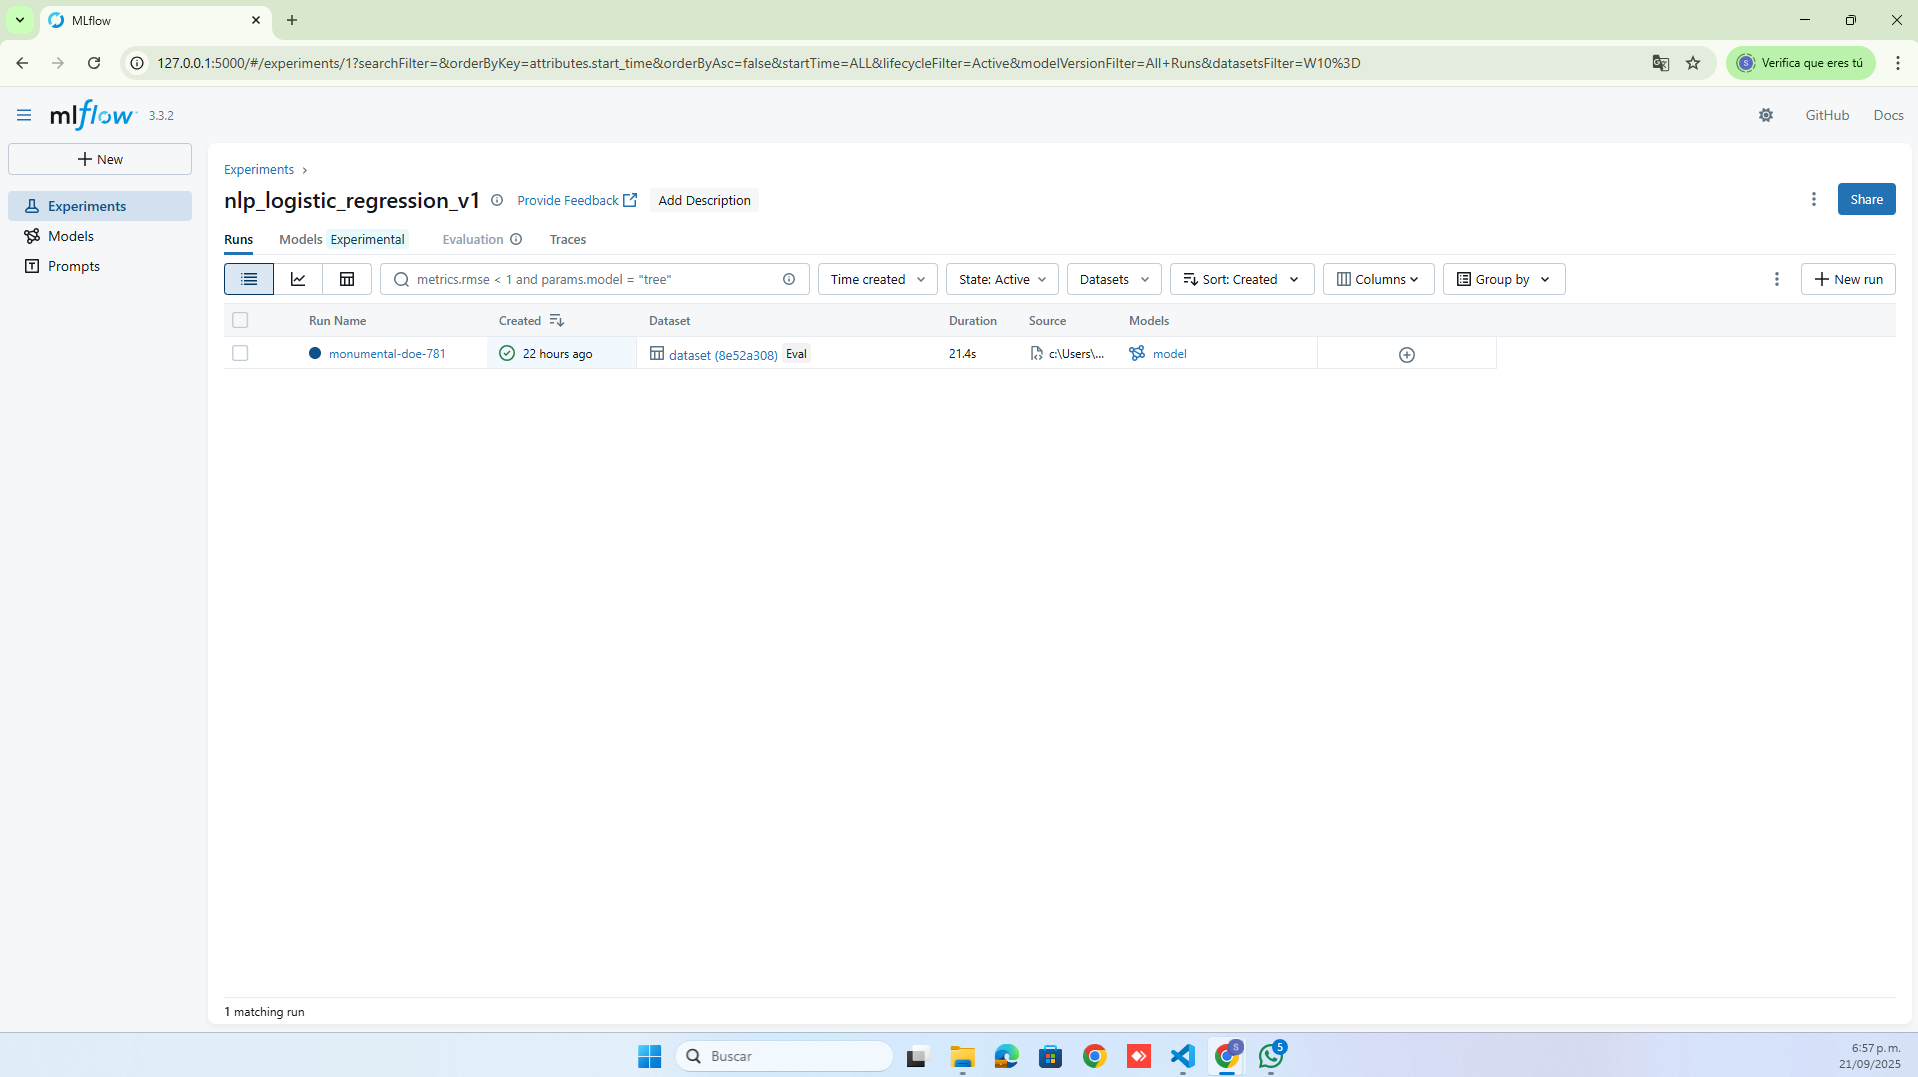 MLflow
127.0.0.1:5000/#/experiments/1?searchFilter=&orderByKey=attributes.start_time&orderByAsc=false&startTime=ALL&lifecycleFilter=Active&modelVersionFilter=All+Runs&datasetsFilter=W10%3D
S Verifica que eres tú
mlflow 3.3.2
GitHub Docs
New
Experiments
Models
Prompts
Experiments
nlp_logistic_regression_v1 Provide Feedback Add Description
Share
Runs Models Experimental Evaluation Traces
metrics.rmse < 1 and params.model = "tree" Time created State: Active Datasets Sort: Created Columns Group by New run
Run Name Created Dataset Duration Source Models
monumental-doe-781 22 hours ago dataset (8e52a308) Eval 21.4s c:\Users\... model
1 matching run
Buscar
S
5
6:57 p. m.
21/09/2025